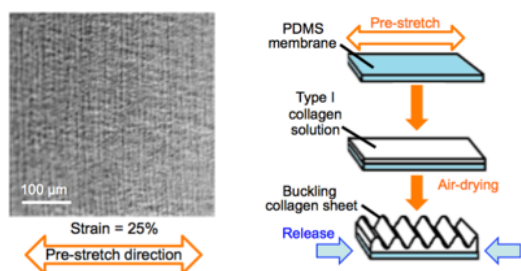 100 μm
Strain = 25%
Pre-stretch direction
Pre-stretch
PDMS
membrane
Type I
collagen
solution
Air-drying
Buckling
collagen sheet
Release